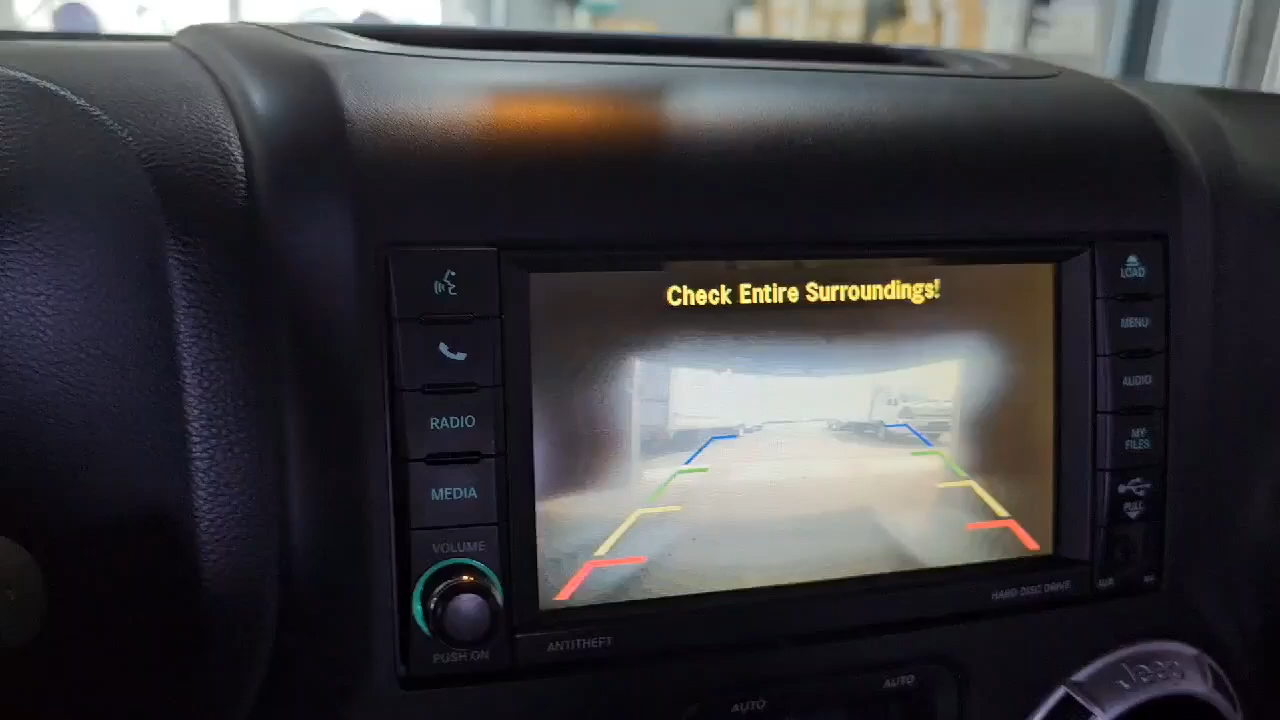 Check Entire Surroundings!
RADIO
MEDIA
VOLUME
PUSH ON
ANTITHEFT
LOAD
MENU
AUDIO
MY
FILES
PULL
HARD DISC DRIVE
AUTO
AUTO
Jeep